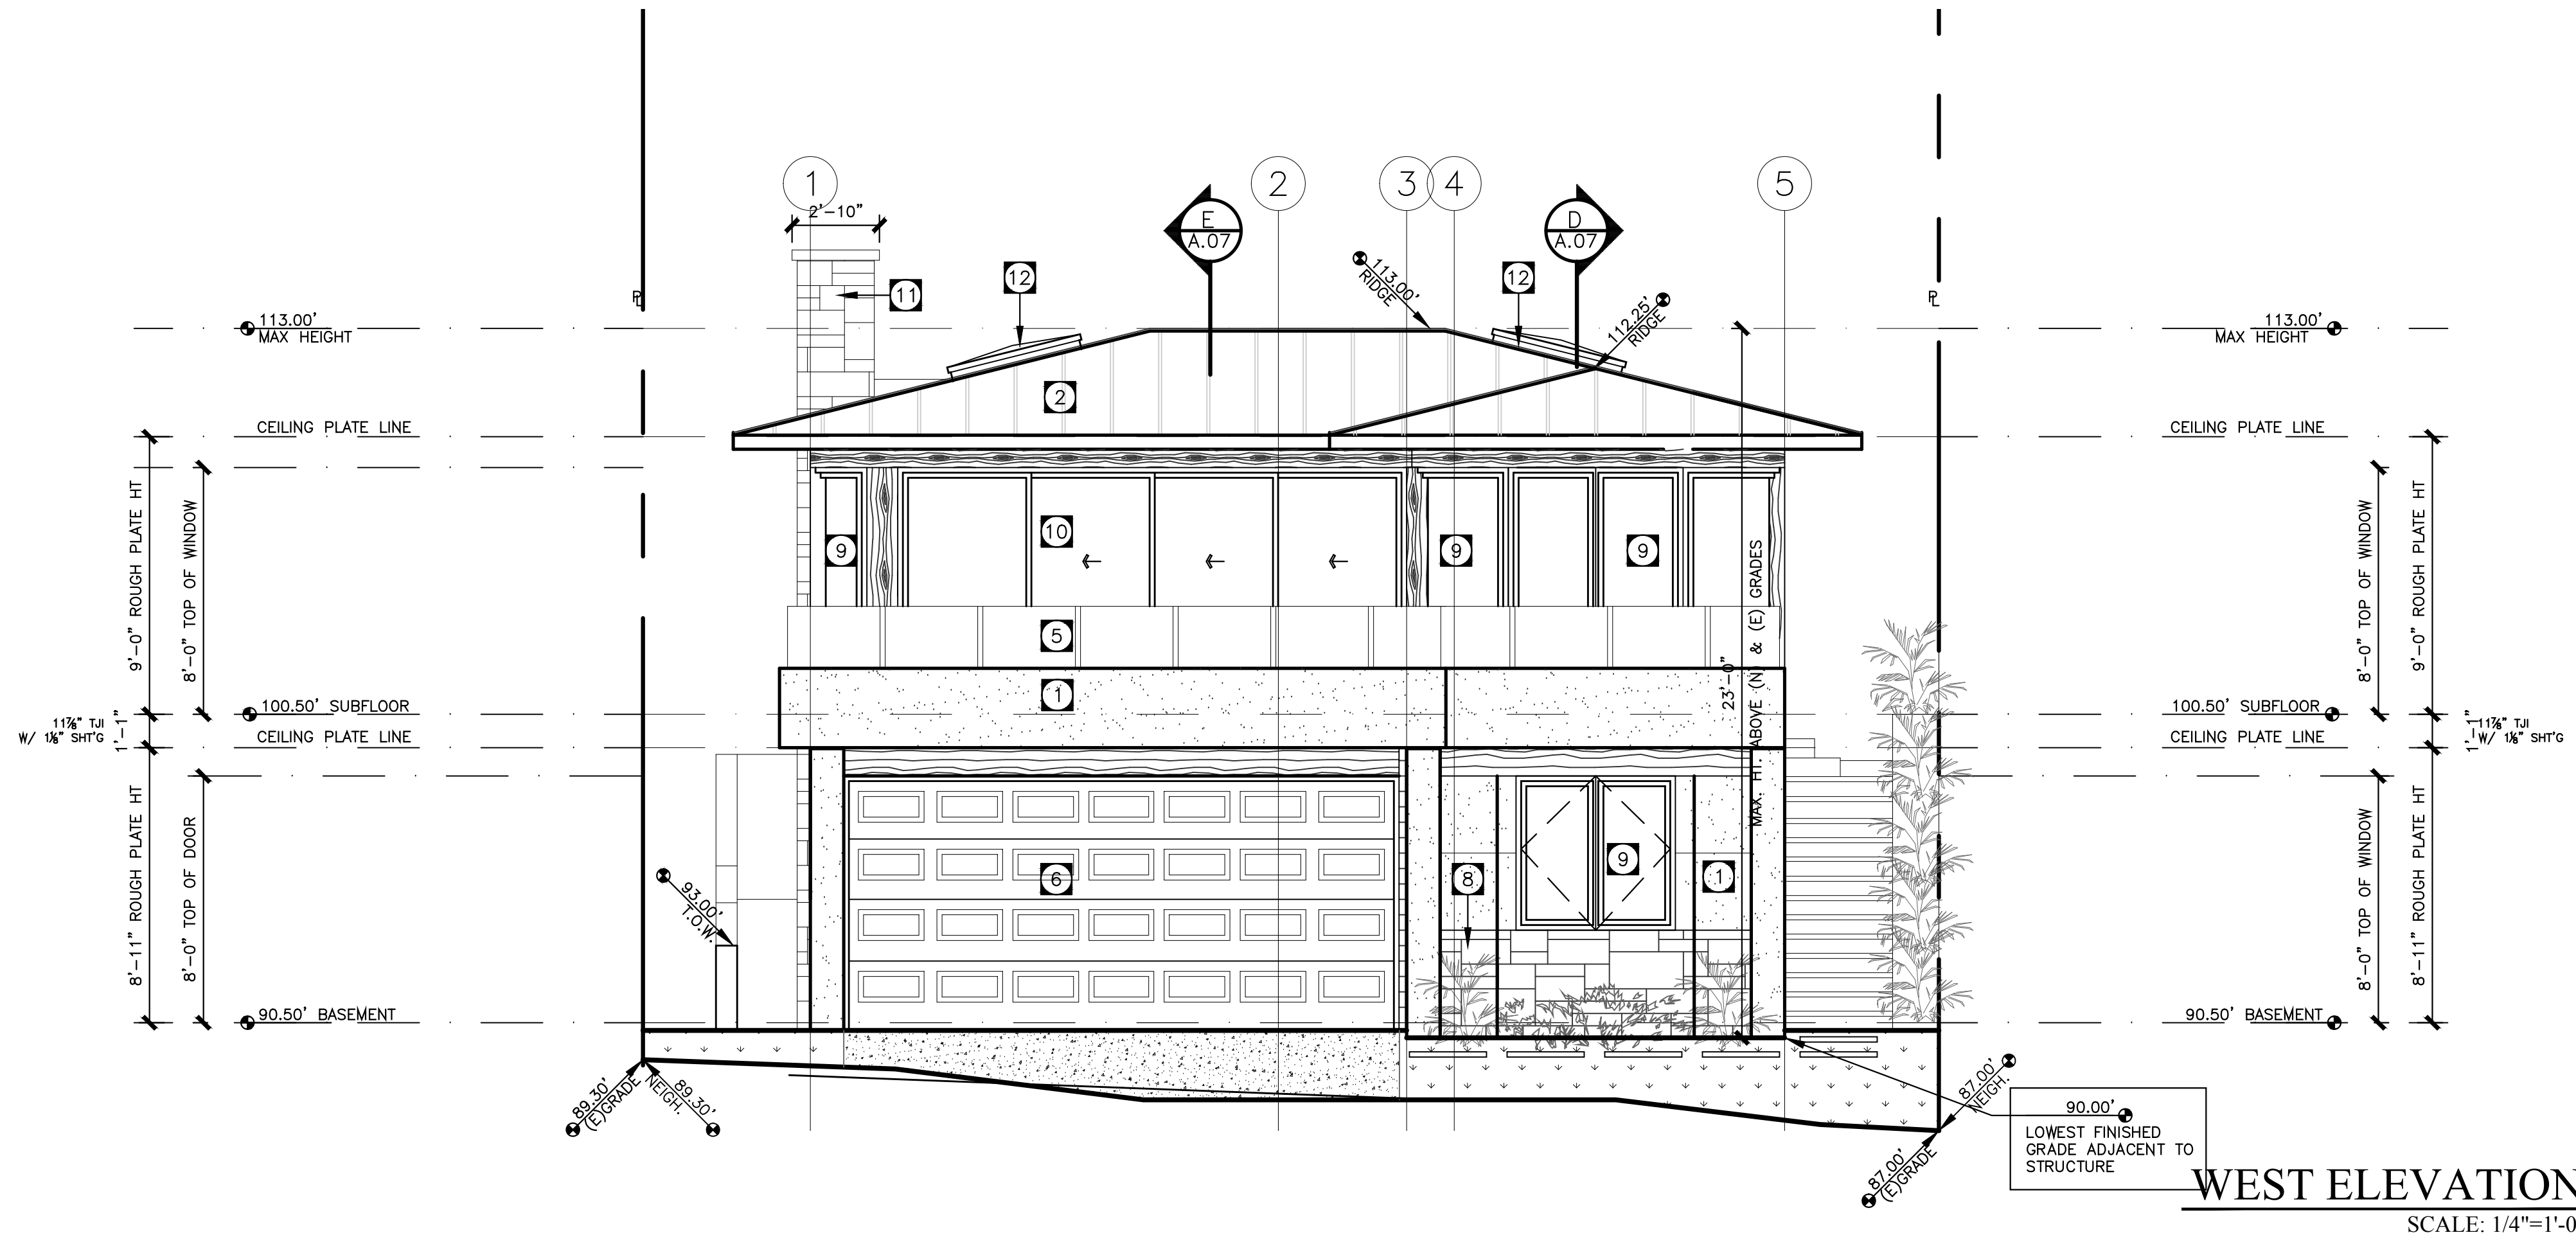 1 2 3 4 5
2'-10"
E
A.07
D
A.07
12
12
11
113.00'
RIDGE
112.25'
RIDGE
PL
PL
113.00'
MAX HEIGHT
113.00'
MAX HEIGHT
2
CEILING PLATE LINE
CEILING PLATE LINE
9'-0" ROUGH PLATE HT
8'-0" TOP OF WINDOW
8'-0" TOP OF WINDOW
9'-0" ROUGH PLATE HT
9
10
9
9
5
1
23'-0"
MAX. HT. ABOVE (N) & (E) GRADES
100.50' SUBFLOOR
100.50' SUBFLOOR
11⅞" TJI
W/ 1⅛" SHT'G
1'-1"
1'-1"
11⅞" TJI
W/ 1⅛" SHT'G
CEILING PLATE LINE
CEILING PLATE LINE
8'-11" ROUGH PLATE HT
8'-0" TOP OF DOOR
8'-0" TOP OF WINDOW
8'-11" ROUGH PLATE HT
93.00'
T.O.W.
6
8
9
1
90.50' BASEMENT
90.50' BASEMENT
89.30'
(E)GRADE
89.30'
NEIGH.
87.00'
NEIGH.
87.00'
(E)GRADE
90.00'
LOWEST FINISHED
GRADE ADJACENT TO
STRUCTURE
WEST ELEVATION
SCALE: 1/4"=1'-0